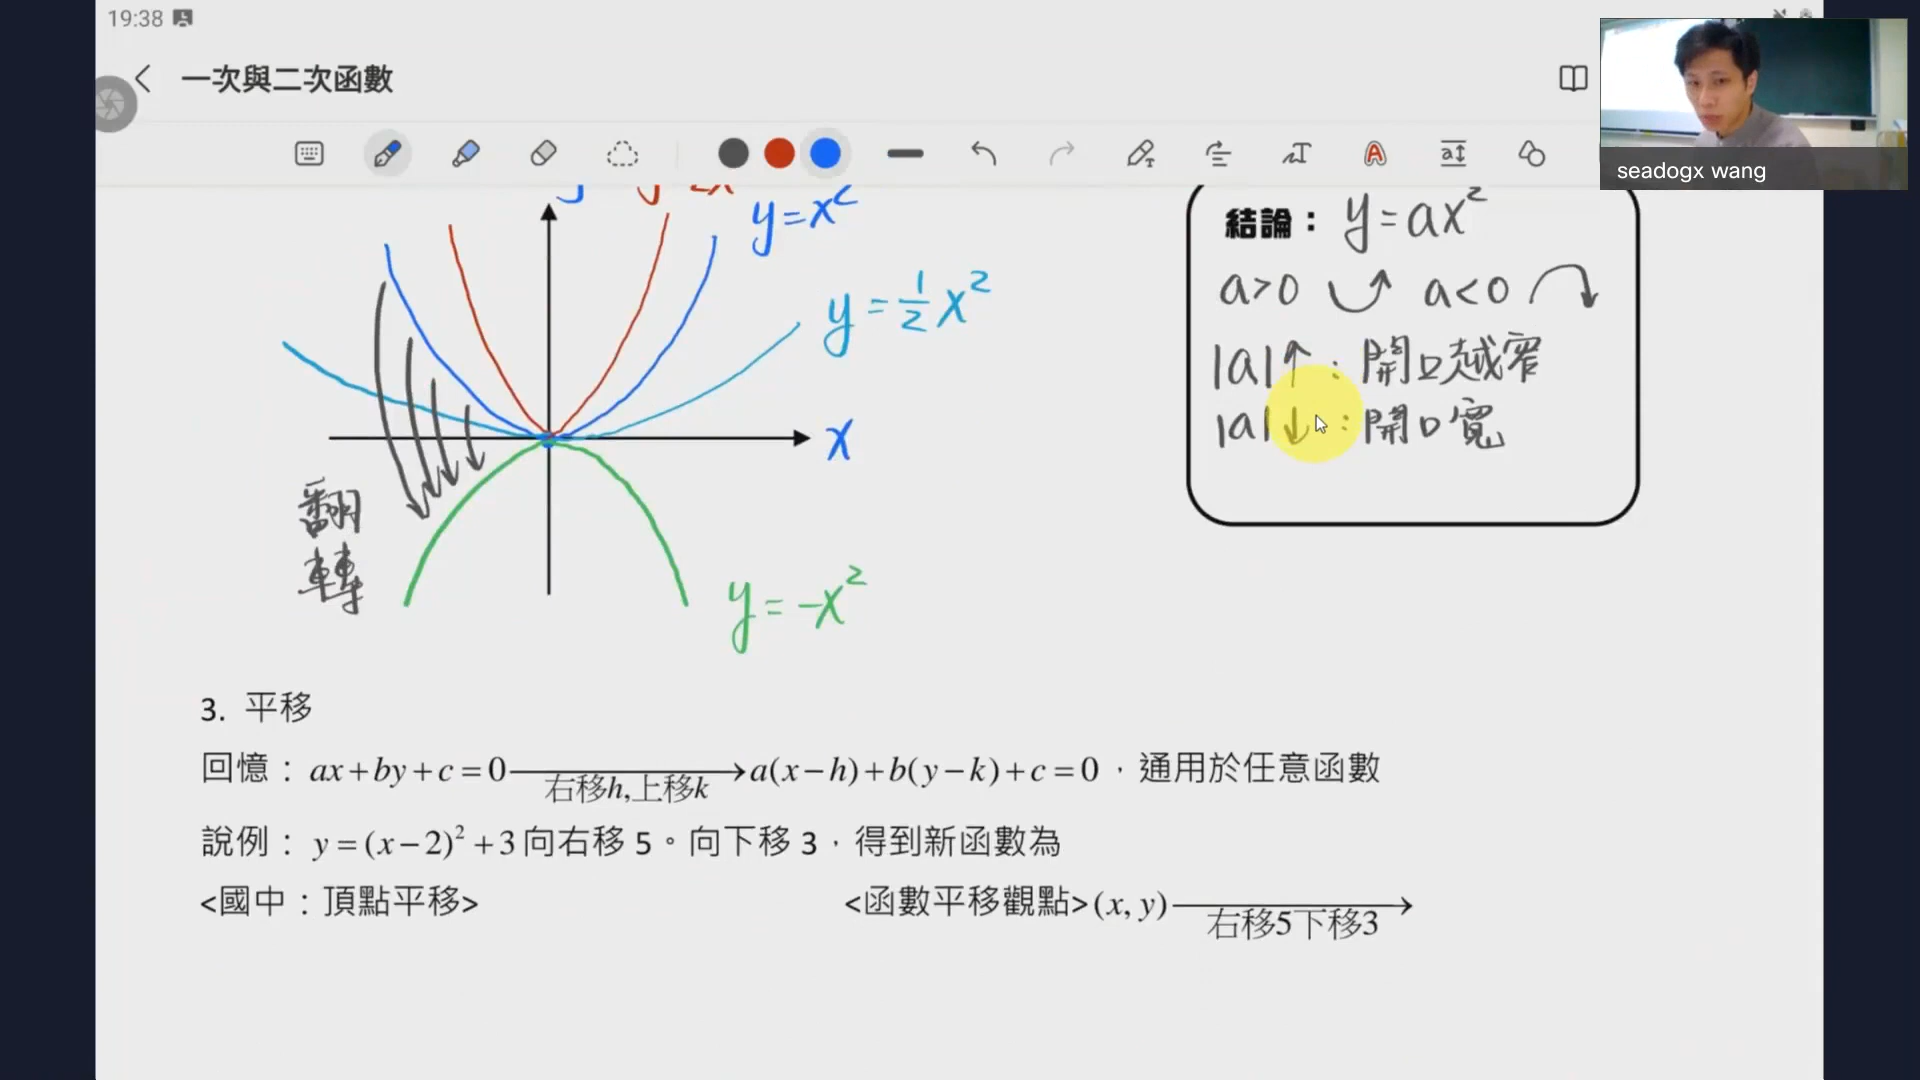 19:38
一次與二次函數
seadogx wang
y=x²
y=½x²
x
翻
轉
y=-x²
結論：y=ax²
a>0 a<0
|a|↑：開口越窄
|a|↓：開口寬
3. 平移
回憶：ax+by+c=0 ⟶ a(x−h)+b(y−k)+c=0，通用於任意函數
右移h,上移k
說例：y=(x−2)²+3向右移 5。向下移 3，得到新函數為
<國中：頂點平移>
<函數平移觀點>(x, y) ⟶
右移5下移3